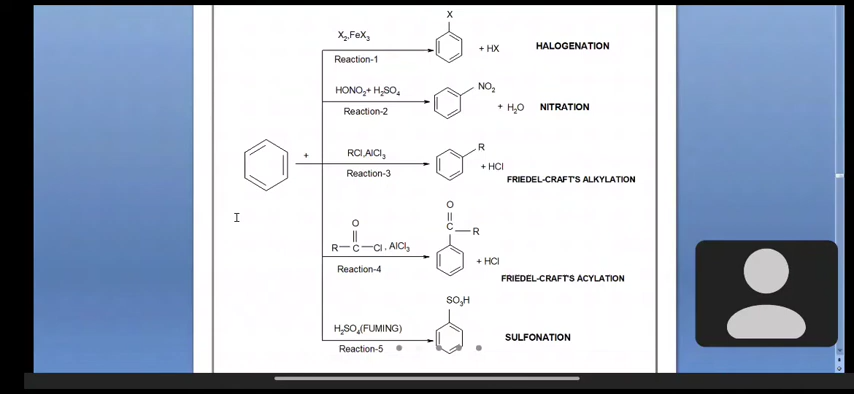 X
X₂,FeX₃
+ HX
HALOGENATION
Reaction-1
HONO₂+ H₂SO₄
NO₂
+ H₂O
NITRATION
Reaction-2
+
RCl,AlCl₃
R
+ HCl
Reaction-3
FRIEDEL-CRAFT'S ALKYLATION
O
O
C—R
R—C—Cl , AlCl₃
+ HCl
Reaction-4
FRIEDEL-CRAFT'S ACYLATION
SO₃H
H₂SO₄(FUMING)
SULFONATION
Reaction-5